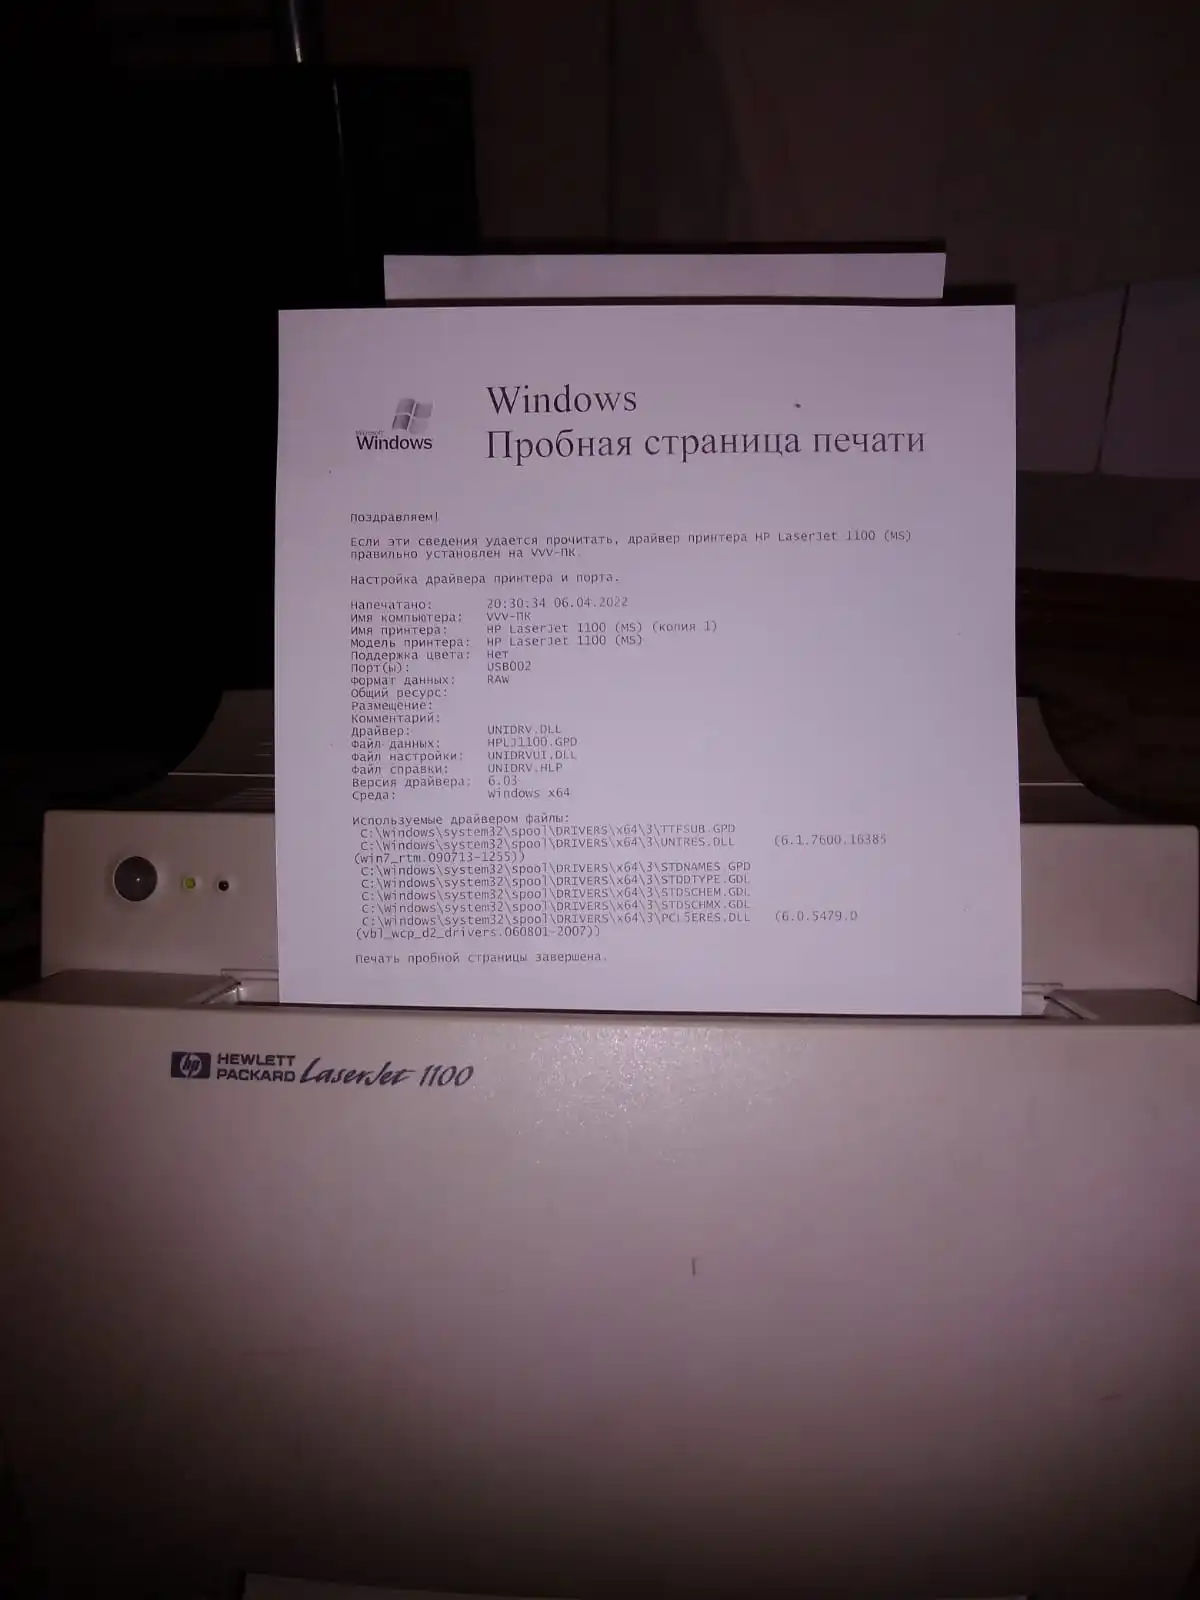 Windows
Пробная страница печати
Microsoft
Windows
Поздравляем!
Если эти сведения удается прочитать, драйвер принтера HP LaserJet 1100 (MS)
правильно установлен на VVV-ПК.
Настройка драйвера принтера и порта.
Напечатано: 20:30:34 06.04.2022
Имя компьютера: VVV-ПК
Имя принтера: HP LaserJet 1100 (MS) (копия 1)
Модель принтера: HP LaserJet 1100 (MS)
Поддержка цвета: Нет
Порт(ы): USB002
Формат данных: RAW
Общий ресурс:
Размещение:
Комментарий:
Драйвер: UNIDRV.DLL
Файл данных: HPLJ1100.GPD
Файл настройки: UNIDRVUI.DLL
Файл справки: UNIDRV.HLP
Версия драйвера: 6.03
Среда: Windows x64
Используемые драйвером файлы:
C:\Windows\system32\spool\DRIVERS\x64\3\TTFSUB.GPD
C:\Windows\system32\spool\DRIVERS\x64\3\UNIRES.DLL (6.1.7600.16385
(win7_rtm.090713-1255))
C:\Windows\system32\spool\DRIVERS\x64\3\STDNAMES.GPD
C:\Windows\system32\spool\DRIVERS\x64\3\STDDTYPE.GDL
C:\Windows\system32\spool\DRIVERS\x64\3\STDSCHEM.GDL
C:\Windows\system32\spool\DRIVERS\x64\3\STDSCHMX.GDL
C:\Windows\system32\spool\DRIVERS\x64\3\PCL5ERES.DLL (6.0.5479.0
(vbl_wcp_d2_drivers.060801-2007))
Печать пробной страницы завершена.
hp HEWLETT
PACKARD LaserJet 1100